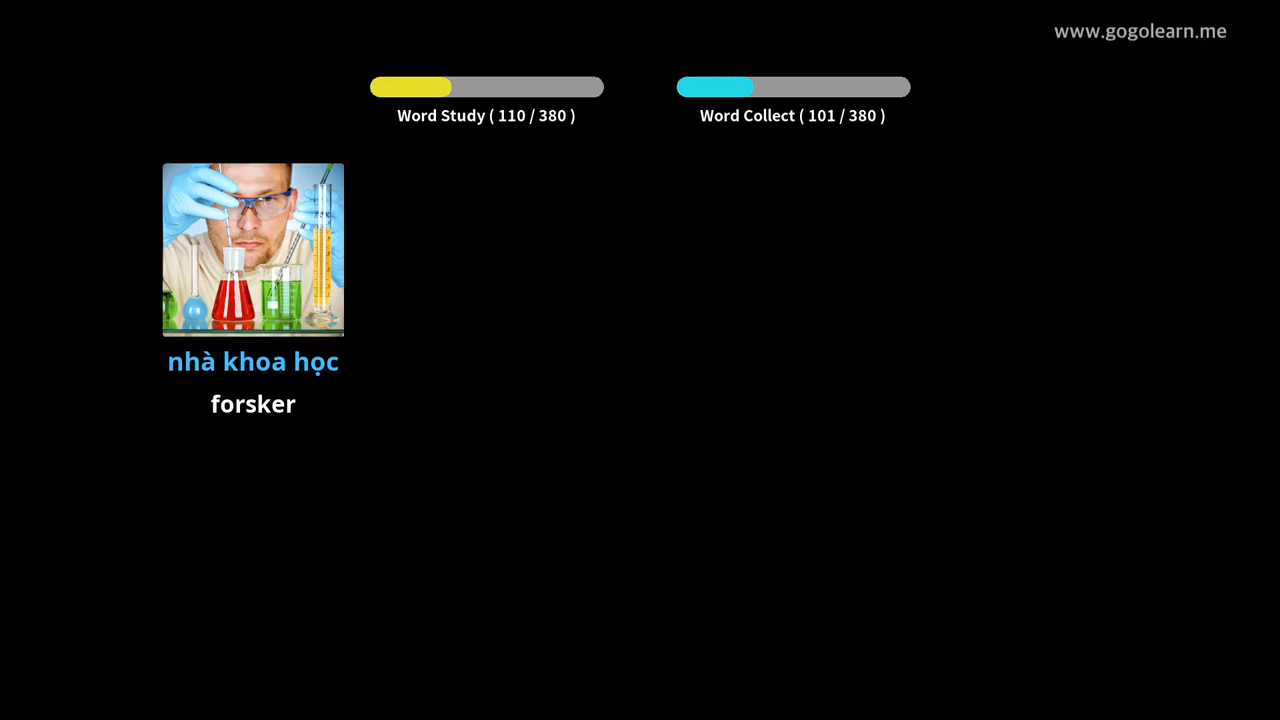 www.gogolearn.me
Word Study ( 110 / 380 )
Word Collect ( 101 / 380 )
nhà khoa học
forsker